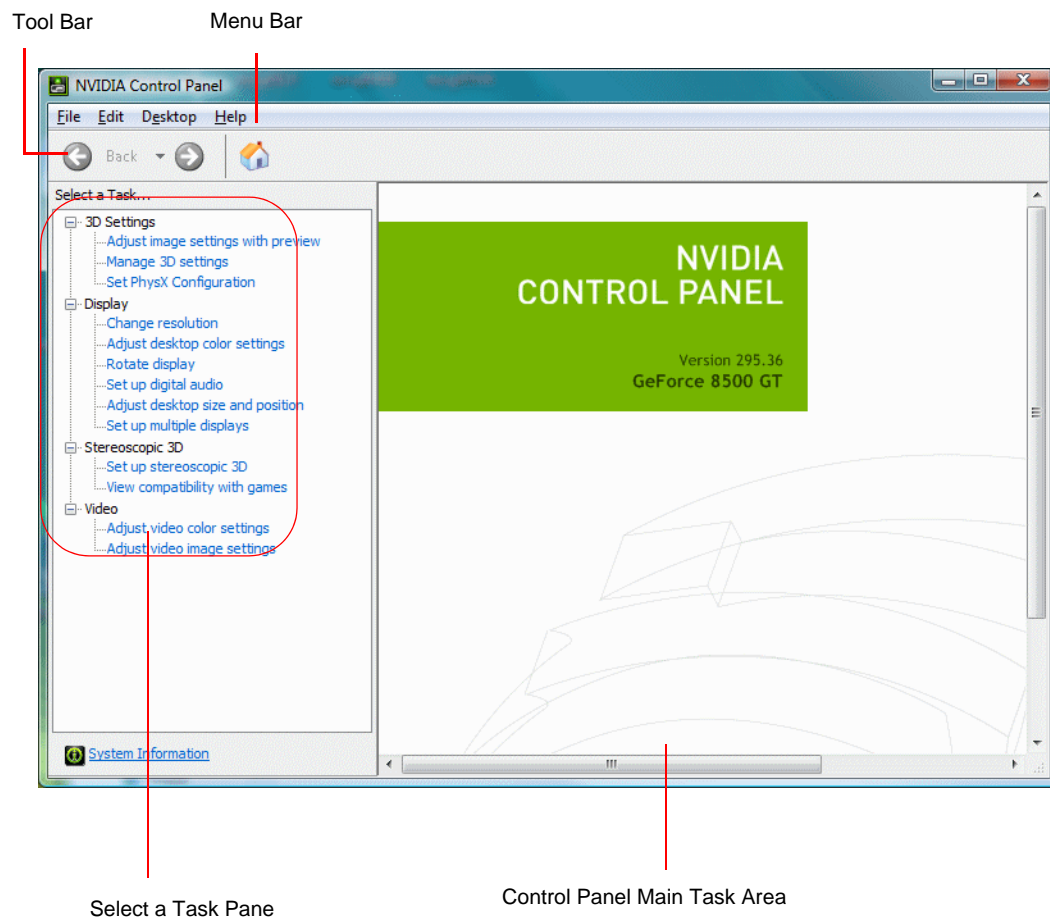 Tool Bar
Menu Bar
NVIDIA Control Panel
File Edit Desktop Help
Back
Select a Task...
3D Settings
Adjust image settings with preview
Manage 3D settings
Set PhysX Configuration
Display
Change resolution
Adjust desktop color settings
Rotate display
Set up digital audio
Adjust desktop size and position
Set up multiple displays
Stereoscopic 3D
Set up stereoscopic 3D
View compatibility with games
Video
Adjust video color settings
Adjust video image settings
System Information
NVIDIA
CONTROL PANEL
Version 295.36
GeForce 8500 GT
Select a Task Pane
Control Panel Main Task Area